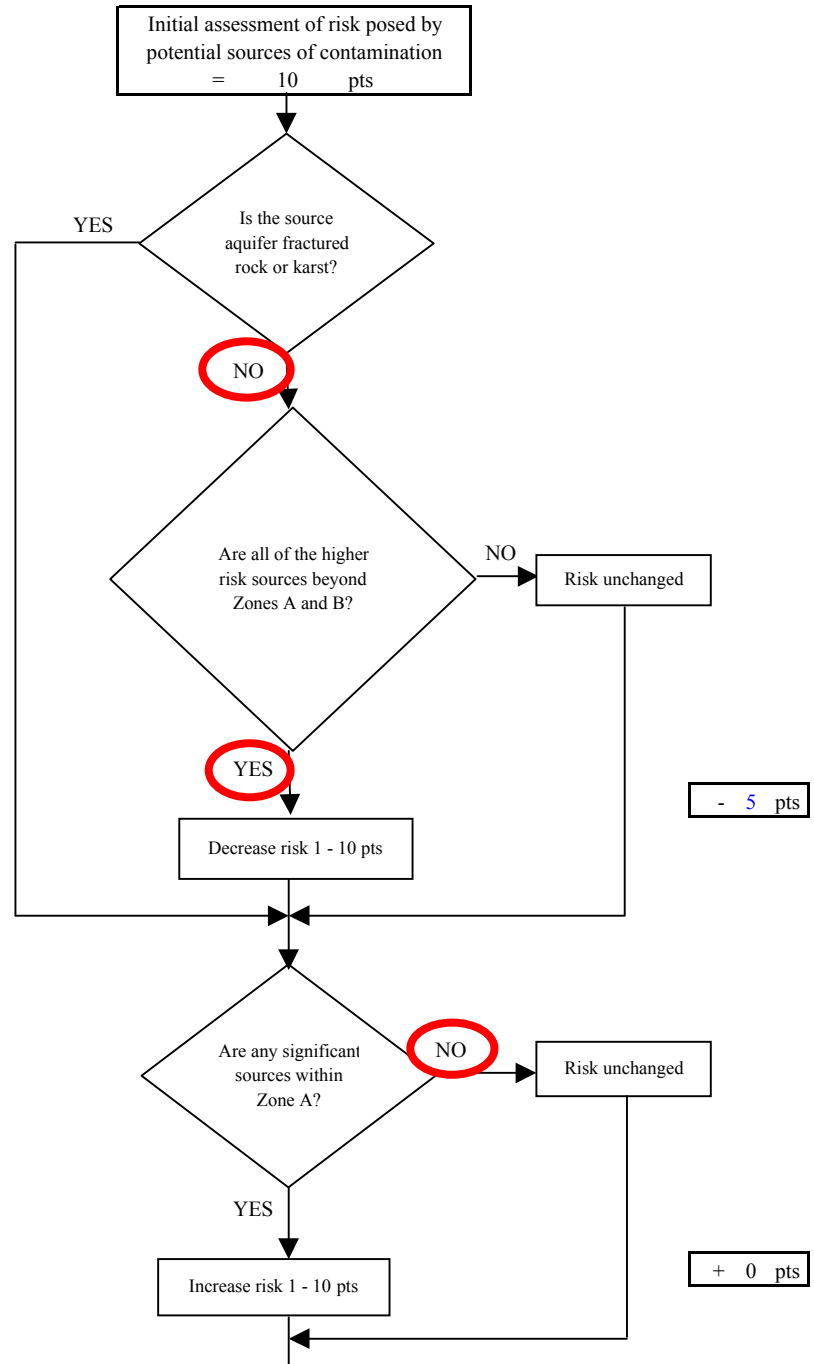 Initial assessment of risk posed by
potential sources of contamination
= 10 pts
YES
Is the source
aquifer fractured
rock or karst?
NO
Are all of the higher
risk sources beyond
Zones A and B?
NO
Risk unchanged
YES
- 5 pts
Decrease risk 1 - 10 pts
Are any significant
sources within
Zone A?
NO
Risk unchanged
YES
+ 0 pts
Increase risk 1 - 10 pts